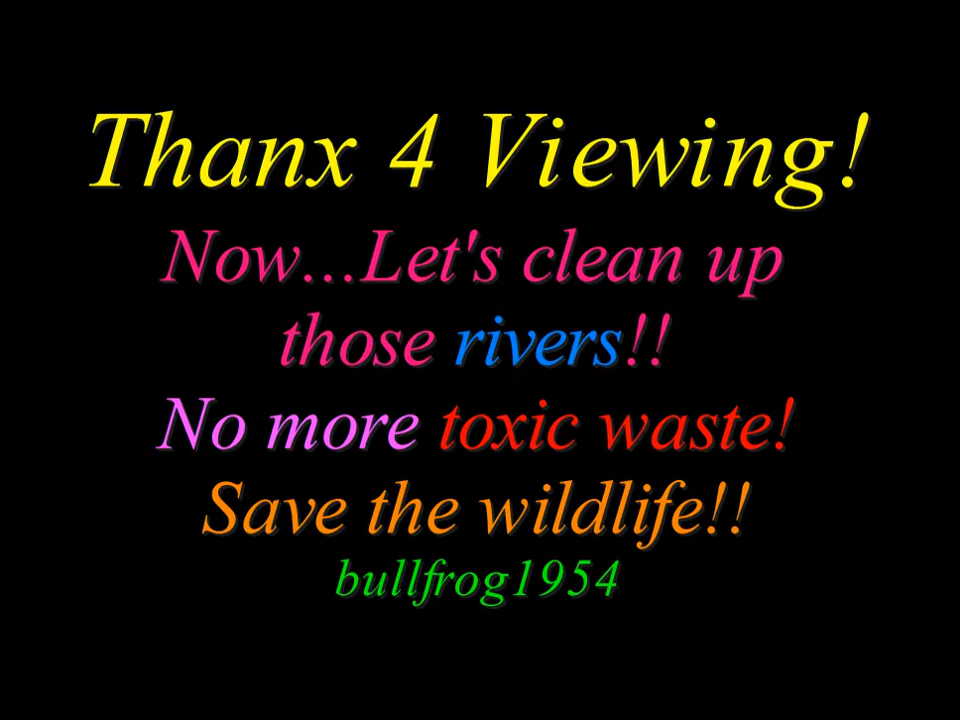 Thanx 4 Viewing!
Now...Let's clean up
those rivers!!
No more toxic waste!
Save the wildlife!!
bullfrog1954